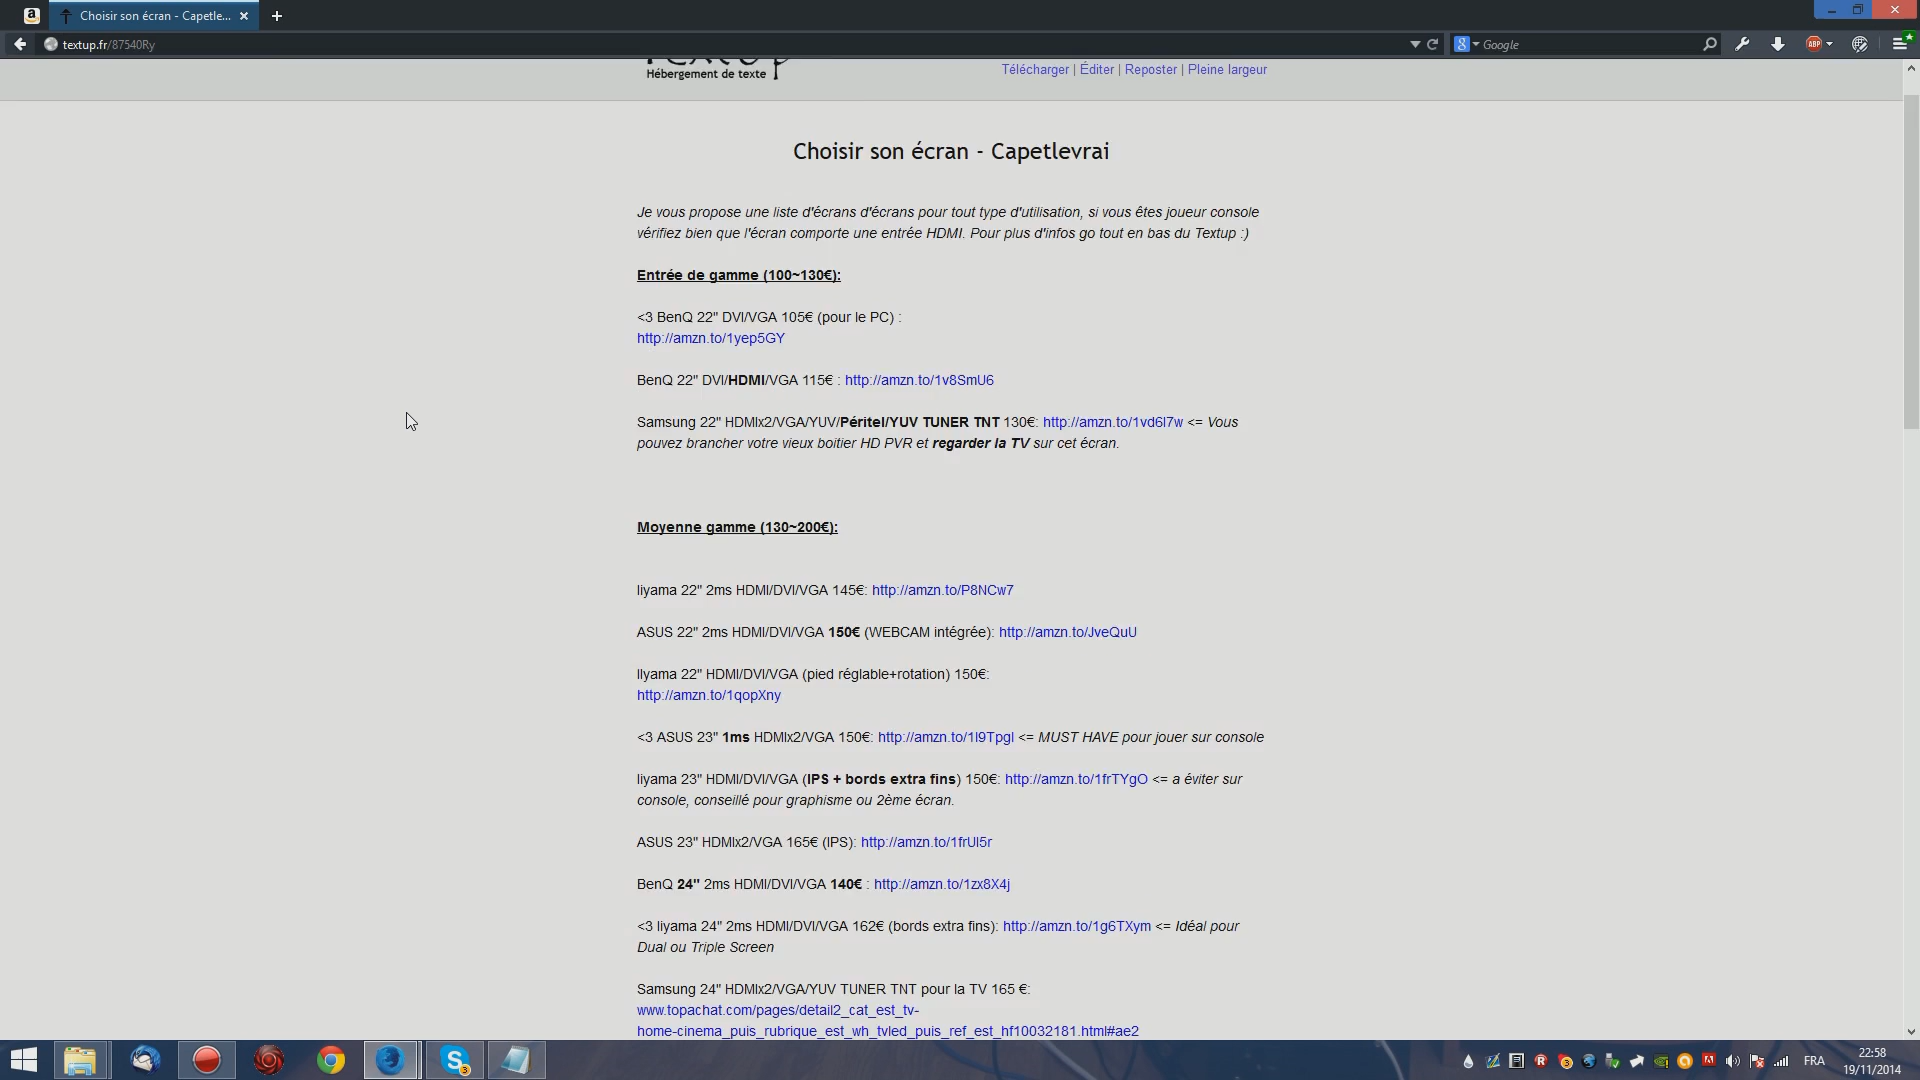 Choisir son écran - Capetle...
textup.fr/87540Ry
Google
ABP
Hébergement de texte
Télécharger | Éditer | Reposter | Pleine largeur
Choisir son écran - Capetlevrai
Je vous propose une liste d'écrans d'écrans pour tout type d'utilisation, si vous êtes joueur console
vérifiez bien que l'écran comporte une entrée HDMI. Pour plus d'infos go tout en bas du Textup :)
Entrée de gamme (100~130€):
<3 BenQ 22" DVI/VGA 105€ (pour le PC) :
http://amzn.to/1yep5GY
BenQ 22" DVI/HDMI/VGA 115€ : http://amzn.to/1v8SmU6
Samsung 22" HDMIx2/VGA/YUV/Péritel/YUV TUNER TNT 130€: http://amzn.to/1vd6l7w <= Vous
pouvez brancher votre vieux boitier HD PVR et regarder la TV sur cet écran.
Moyenne gamme (130~200€):
Iiyama 22" 2ms HDMI/DVI/VGA 145€: http://amzn.to/P8NCw7
ASUS 22" 2ms HDMI/DVI/VGA 150€ (WEBCAM intégrée): http://amzn.to/JveQuU
IIyama 22" HDMI/DVI/VGA (pied réglable+rotation) 150€:
http://amzn.to/1qopXny
<3 ASUS 23" 1ms HDMIx2/VGA 150€: http://amzn.to/1l9Tpgl <= MUST HAVE pour jouer sur console
Iiyama 23" HDMI/DVI/VGA (IPS + bords extra fins) 150€: http://amzn.to/1frTYgO <= a éviter sur
console, conseillé pour graphisme ou 2ème écran.
ASUS 23" HDMIx2/VGA 165€ (IPS): http://amzn.to/1frUl5r
BenQ 24" 2ms HDMI/DVI/VGA 140€ : http://amzn.to/1zx8X4j
<3 Iiyama 24" 2ms HDMI/DVI/VGA 162€ (bords extra fins): http://amzn.to/1g6TXym <= Idéal pour
Dual ou Triple Screen
Samsung 24" HDMIx2/VGA/YUV TUNER TNT pour la TV 165 €:
www.topachat.com/pages/detail2_cat_est_tv-
home-cinema_puis_rubrique_est_wh_tvled_puis_ref_est_hf10032181.html#ae2
FRA
22:58
19/11/2014